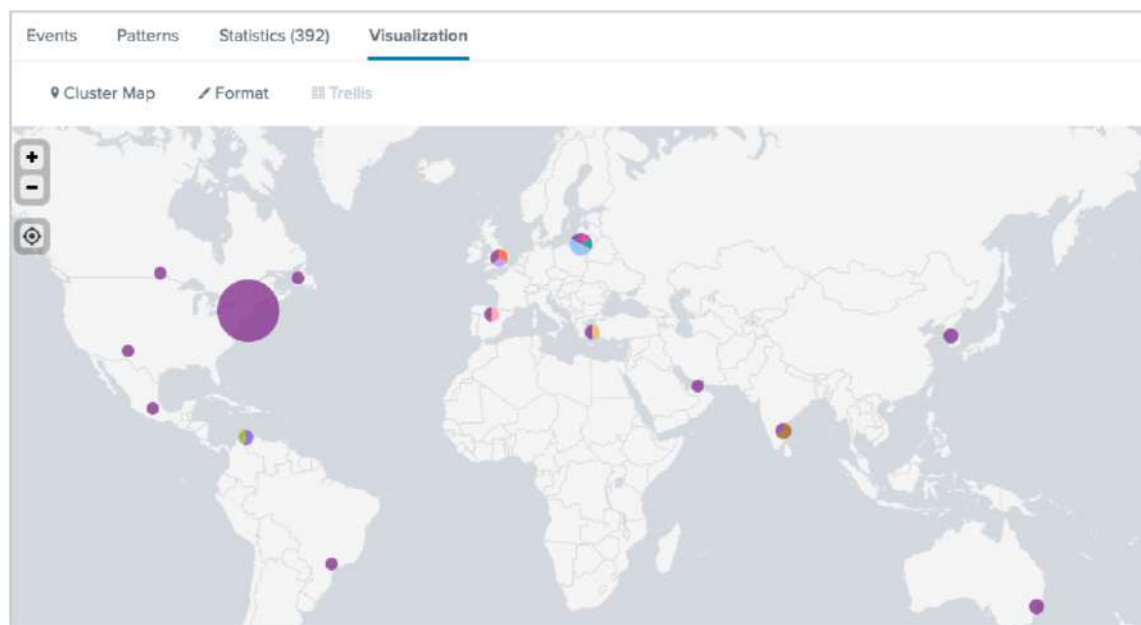 Events Patterns Statistics (392) Visualization
Cluster Map Format Trellis
+
−